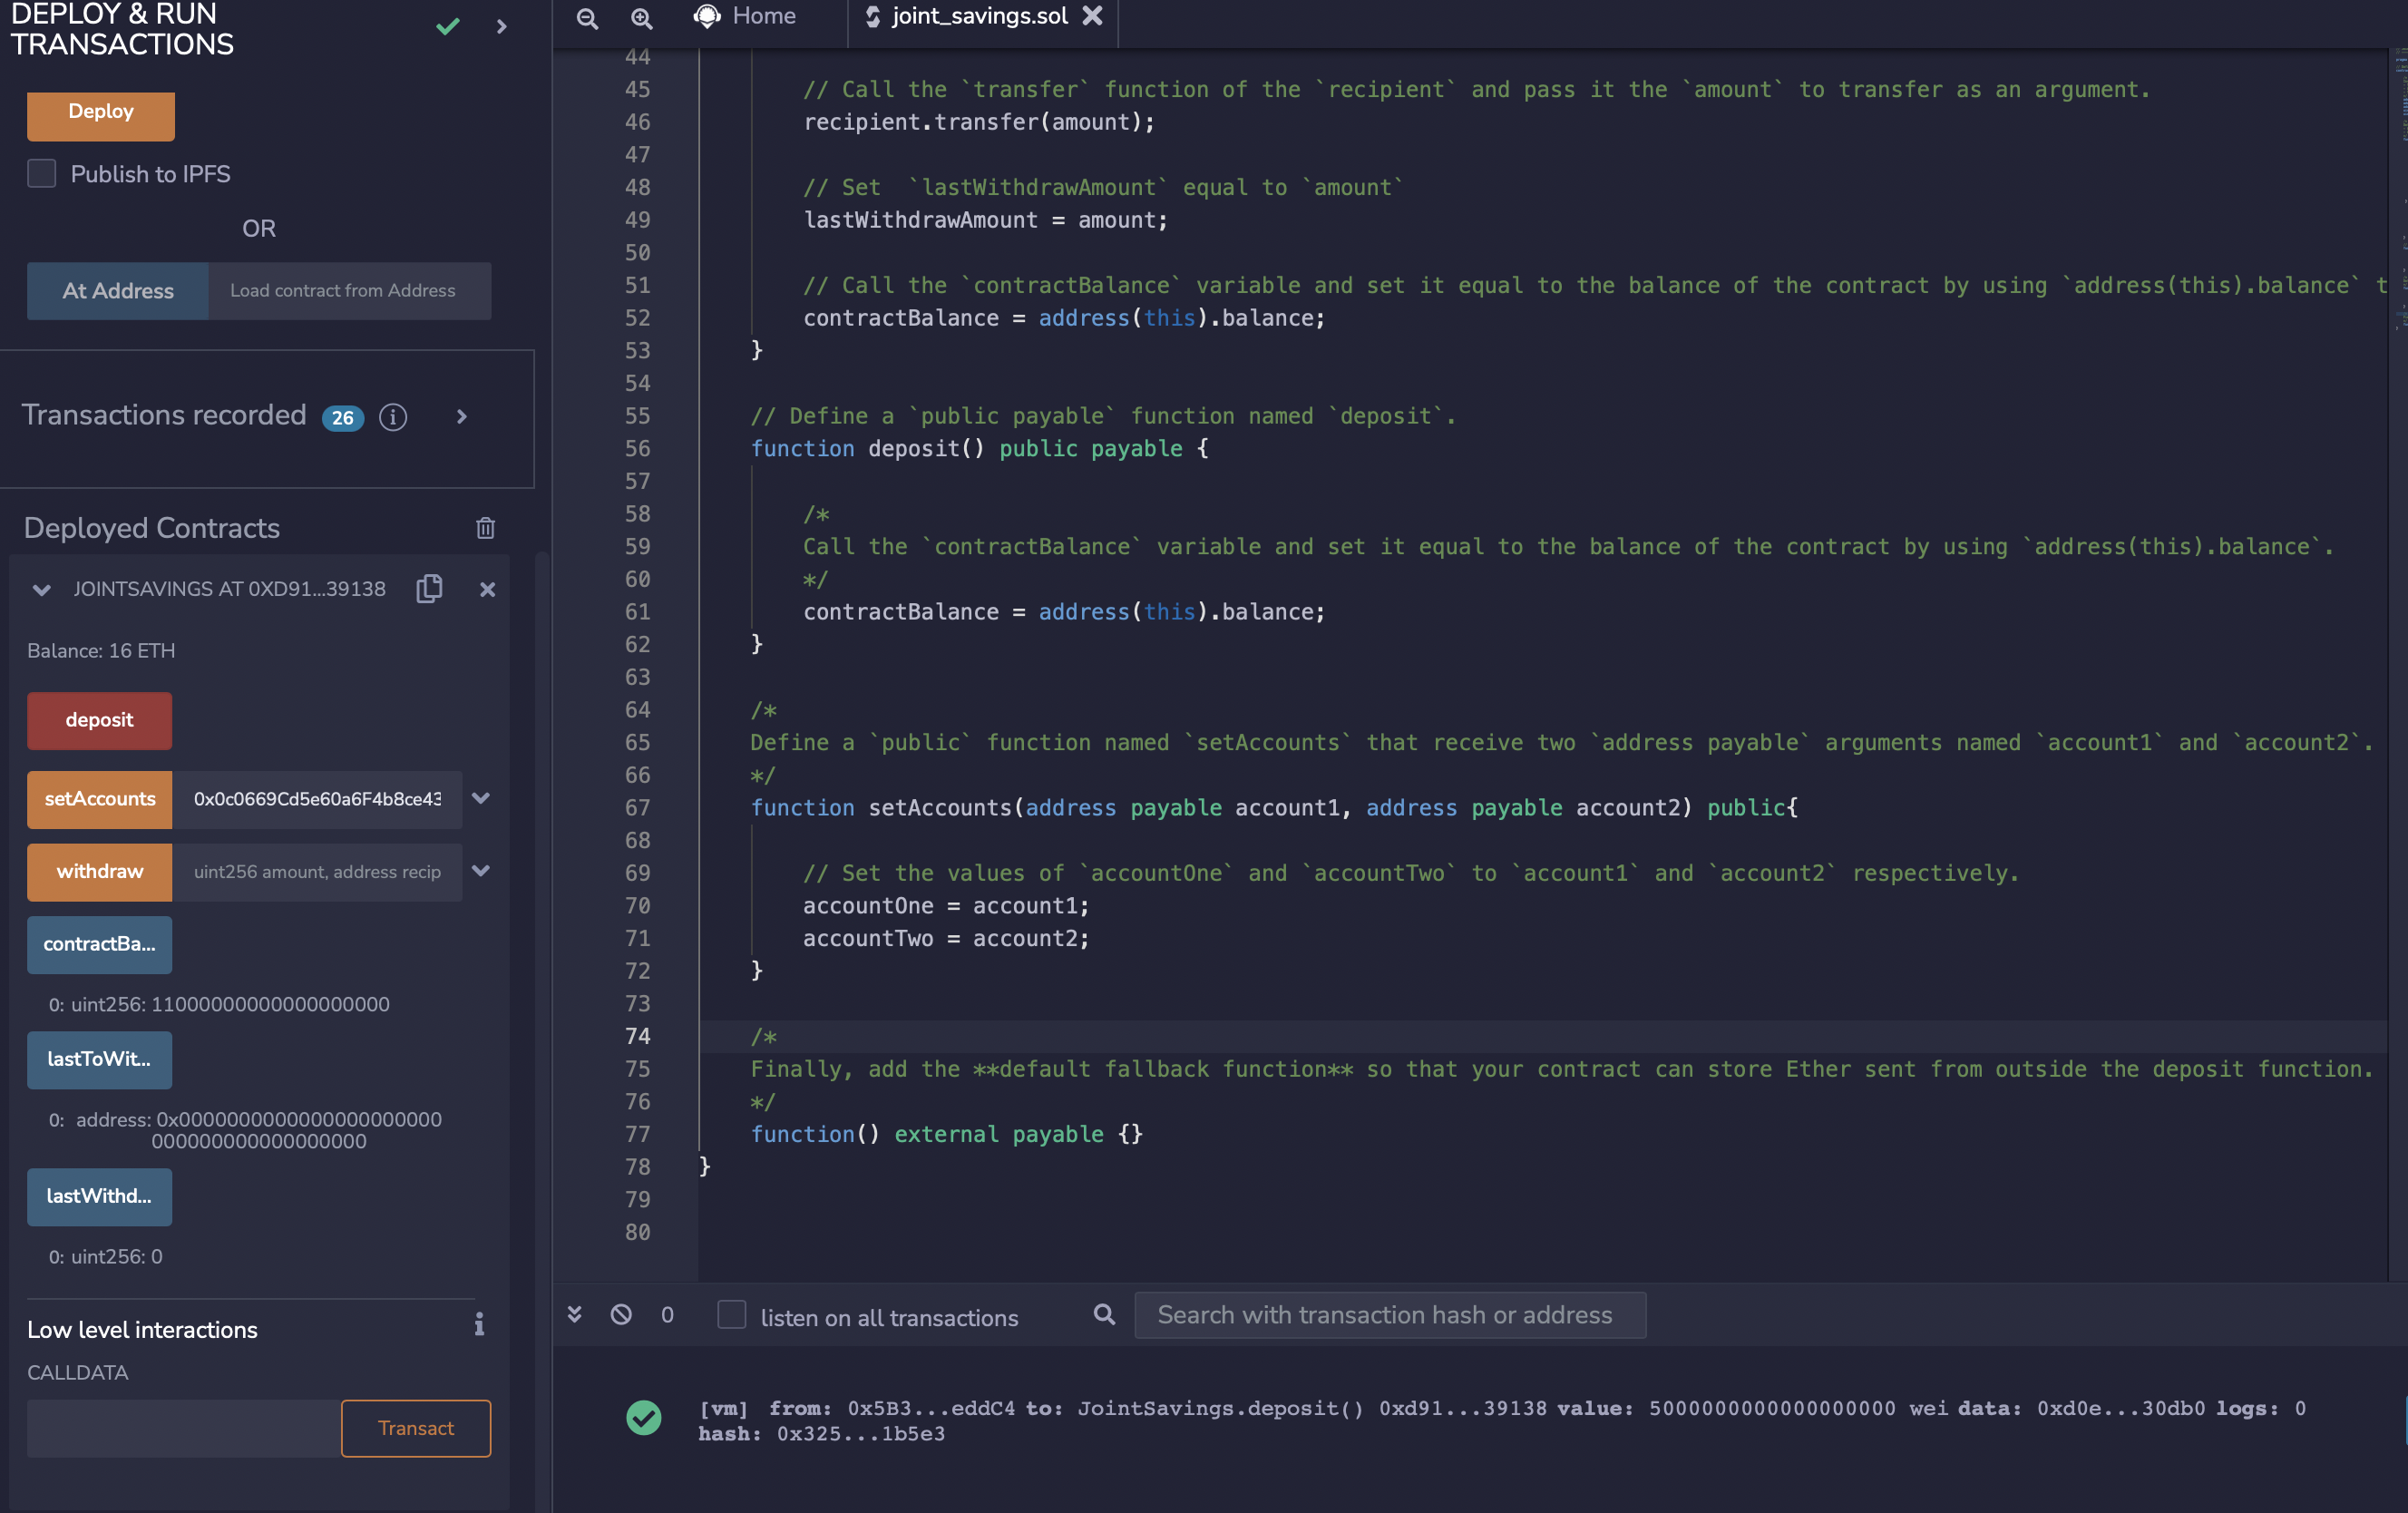 DEPLOY & RUN
TRANSACTIONS
Deploy
Publish to IPFS
OR
At Address
Load contract from Address
Transactions recorded 26
Deployed Contracts
JOINTSAVINGS AT 0XD91...39138
Balance: 16 ETH
deposit
setAccounts 0x0c0669Cd5e60a6F4b8ce43
withdraw uint256 amount, address recip
contractBa...
0: uint256: 11000000000000000000
lastToWit...
0: address: 0x0000000000000000000000
000000000000000000
lastWithd...
0: uint256: 0
Low level interactions
CALLDATA
Transact
Home
joint_savings.sol
44
45 // Call the `transfer` function of the `recipient` and pass it the `amount` to transfer as an argument.
46 recipient.transfer(amount);
47
48 // Set  `lastWithdrawAmount` equal to `amount`
49 lastWithdrawAmount = amount;
50
51 // Call the `contractBalance` variable and set it equal to the balance of the contract by using `address(this).balance` t
52 contractBalance = address(this).balance;
53 }
54
55 // Define a `public payable` function named `deposit`.
56 function deposit() public payable {
57
58 /*
59 Call the `contractBalance` variable and set it equal to the balance of the contract by using `address(this).balance`.
60 */
61 contractBalance = address(this).balance;
62 }
63
64 /*
65 Define a `public` function named `setAccounts` that receive two `address payable` arguments named `account1` and `account2`.
66 */
67 function setAccounts(address payable account1, address payable account2) public{
68
69 // Set the values of `accountOne` and `accountTwo` to `account1` and `account2` respectively.
70 accountOne = account1;
71 accountTwo = account2;
72 }
73
74 /*
75 Finally, add the **default fallback function** so that your contract can store Ether sent from outside the deposit function.
76 */
77 function() external payable {}
78 }
79
80
0 listen on all transactions Search with transaction hash or address
[vm] from: 0x5B3...eddC4 to: JointSavings.deposit() 0xd91...39138 value: 5000000000000000000 wei data: 0xd0e...30db0 logs: 0
hash: 0x325...1b5e3